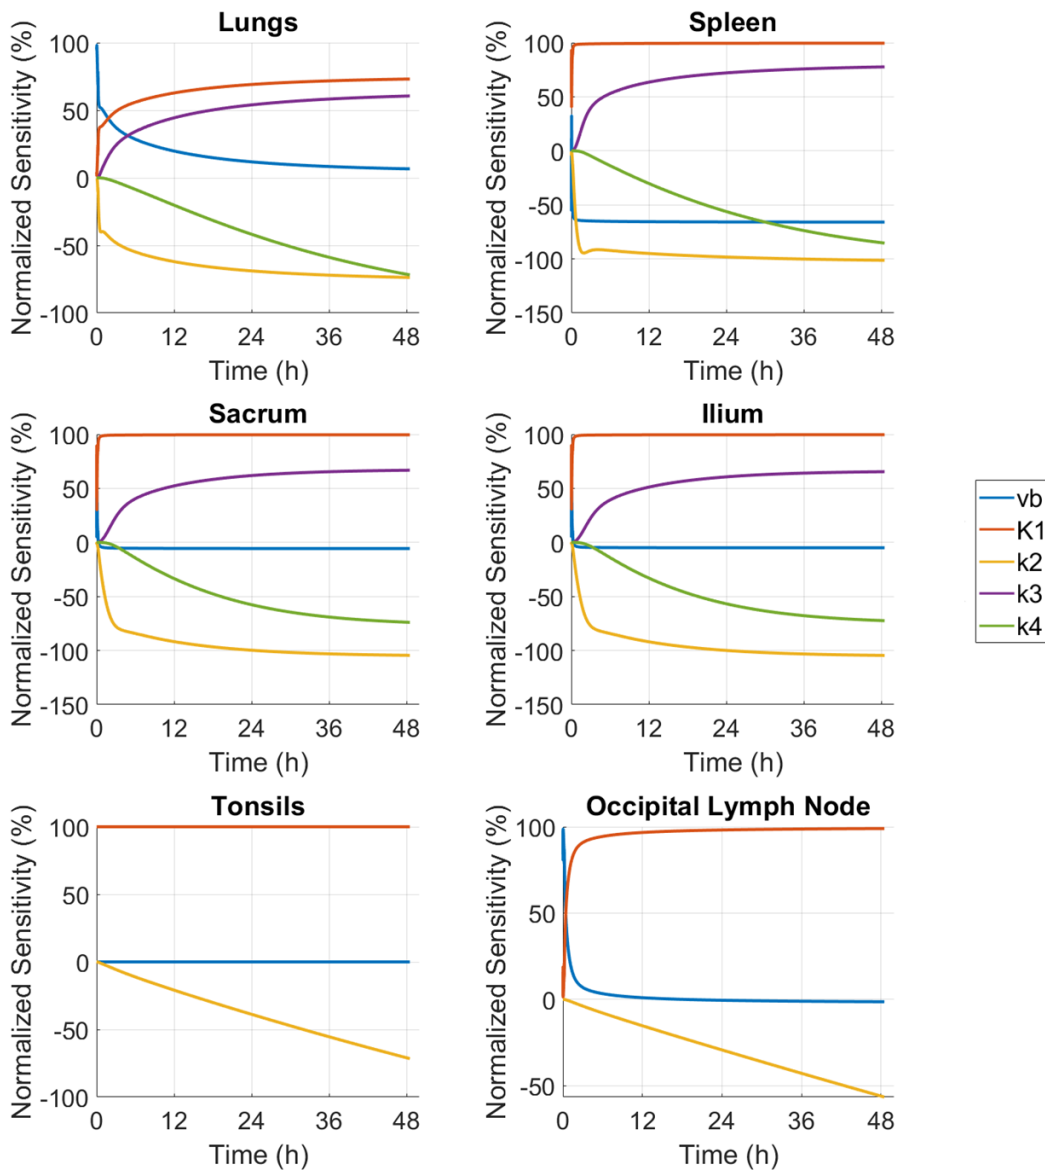 Lungs
Normalized Sensitivity (%)
100
50
0
-50
-100
0 12 24 36 48
Time (h)
Spleen
Normalized Sensitivity (%)
100
50
0
-50
-100
-150
0 12 24 36 48
Time (h)
Sacrum
Normalized Sensitivity (%)
100
50
0
-50
-100
-150
0 12 24 36 48
Time (h)
Ilium
Normalized Sensitivity (%)
100
50
0
-50
-100
-150
0 12 24 36 48
Time (h)
vb
K1
k2
k3
k4
Tonsils
Normalized Sensitivity (%)
100
50
0
-50
-100
0 12 24 36 48
Time (h)
Occipital Lymph Node
Normalized Sensitivity (%)
100
50
0
-50
0 12 24 36 48
Time (h)